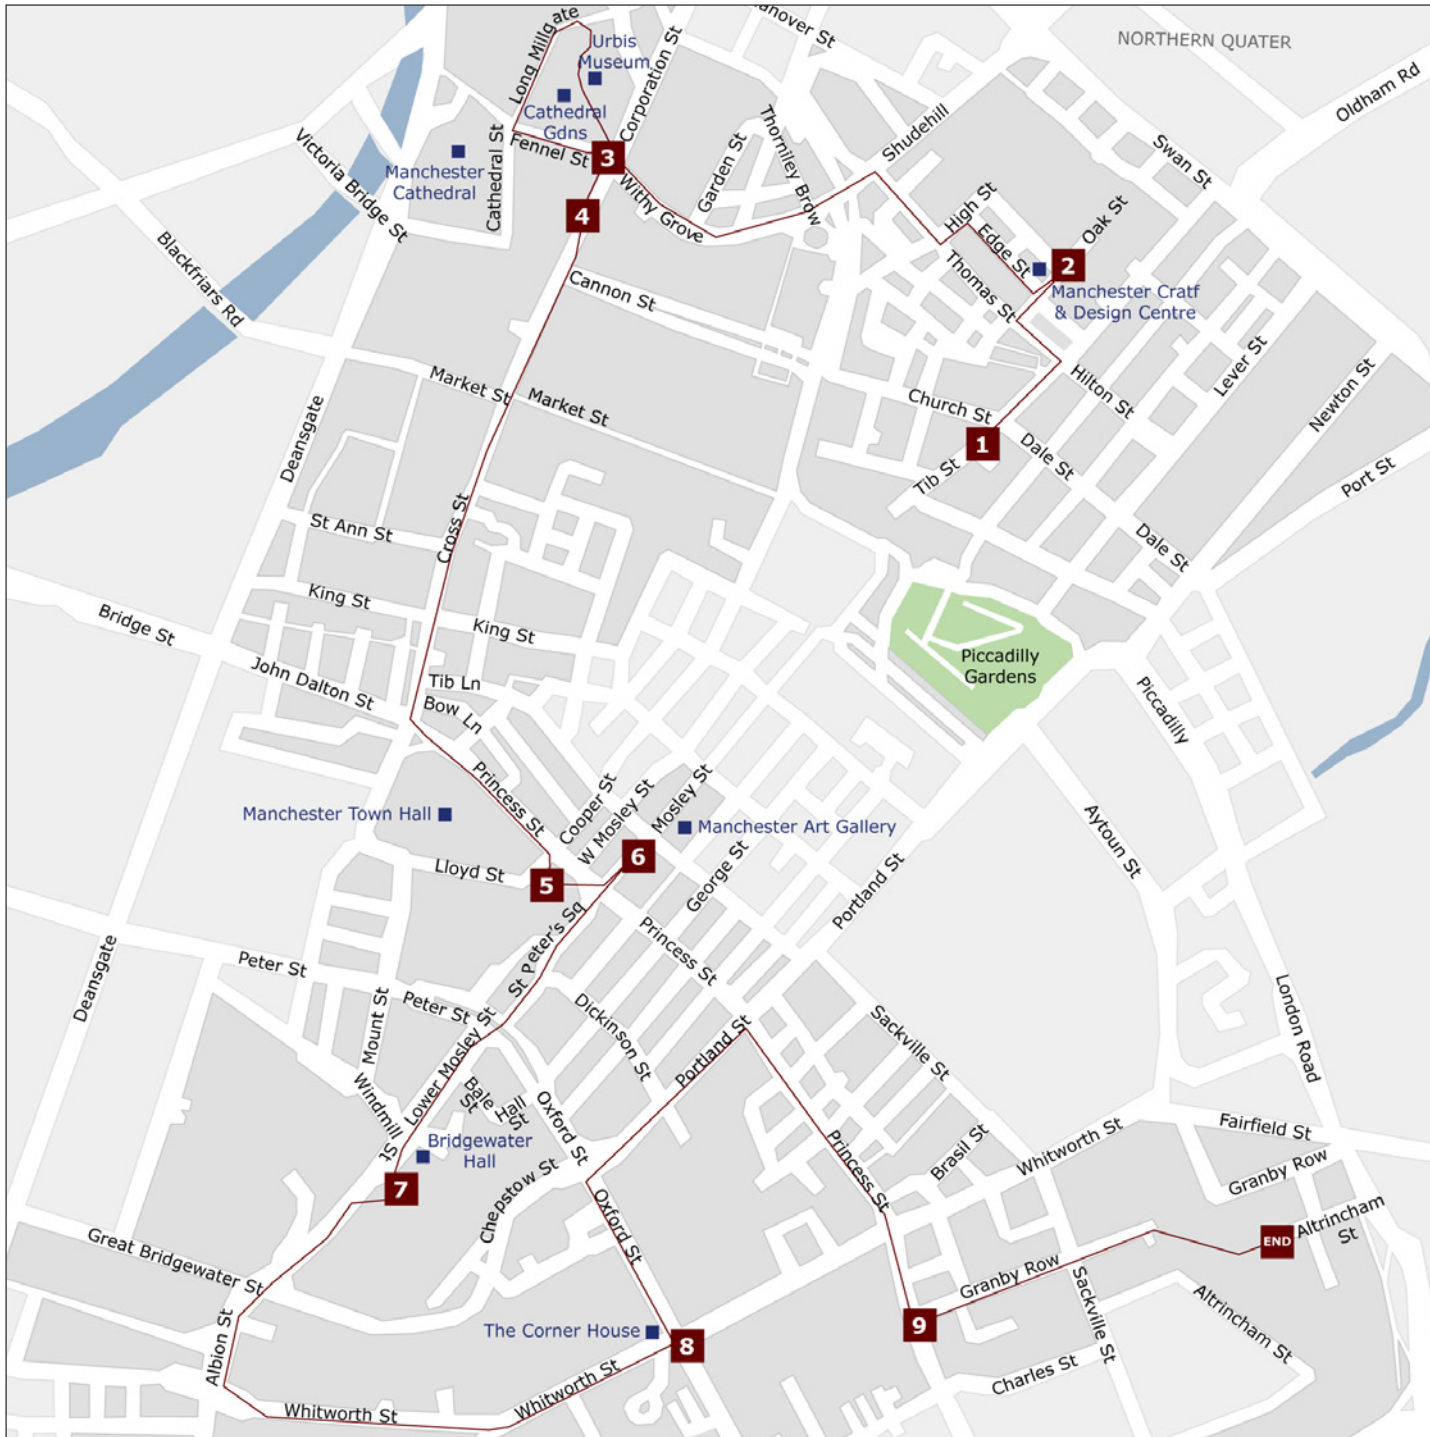 Long Millgate
Urbis
Museum
Hanover St
NORTHERN QUATER
Corporation St
Oldham Rd
Cathedral
Gdns
Thorniley Brow
Shudehill
Victoria Bridge St
Manchester
Cathedral
Cathedral St
Fennel St
3
Garden St
Swan St
4
Withy Grove
High St
Oak St
Blackfriars Rd
Edge St
2
Cannon St
Thomas St
Manchester Cratf
& Design Centre
Market St
Market St
Church St
Hilton St
Lever St
Newton St
Deansgate
1
Tib St
Dale St
Port St
St Ann St
Cross St
Dale St
King St
King St
Bridge St
John Dalton St
Tib Ln
Bow Ln
Piccadilly
Gardens
Piccadilly
Princess St
Cooper St
W Mosley St
Mosley St
Manchester Town Hall
Manchester Art Gallery
Aytoun St
Lloyd St
5
6
George St
Portland St
St Peter's Sq
Princess St
Deansgate
Peter St
Peter St
Mount St
Dickinson St
Sackville St
London Road
Lower Mosley St
Portland St
Windmill
St
Bale
St
Hall
St
Oxford St
Bridgewater
Hall
7
Chepstow St
Princess St
Brasil St
Whitworth St
Fairfield St
Granby Row
Oxford St
Great Bridgewater St
END
Altrincham
St
Granby Row
Albion St
The Corner House
8
9
Sackville St
Altrincham St
Charles St
Whitworth St
Whitworth St